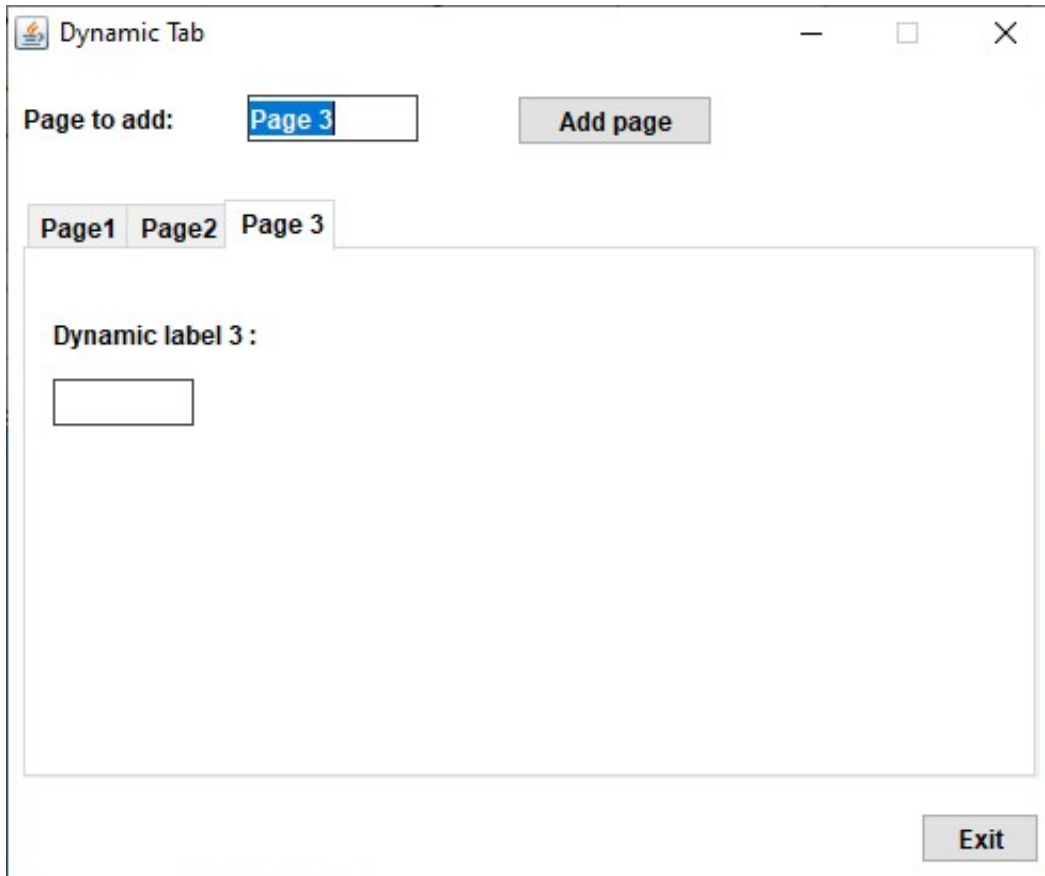 Dynamic Tab
Page to add: Page 3 Add page
Page1 Page2 Page 3
Dynamic label 3 :
Exit